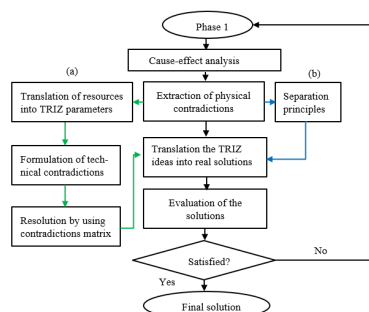 Phase 1
Cause-effect analysis
(a)
(b)
Translation of resources
into TRIZ parameters
Extraction of physical
contradictions
Separation
principles
Formulation of tech-
nical contradictions
Translation the TRIZ
ideas into real solutions
Resolution by using
contradictions matrix
Evaluation of the
solutions
Satisfied?
No
Yes
Final solution